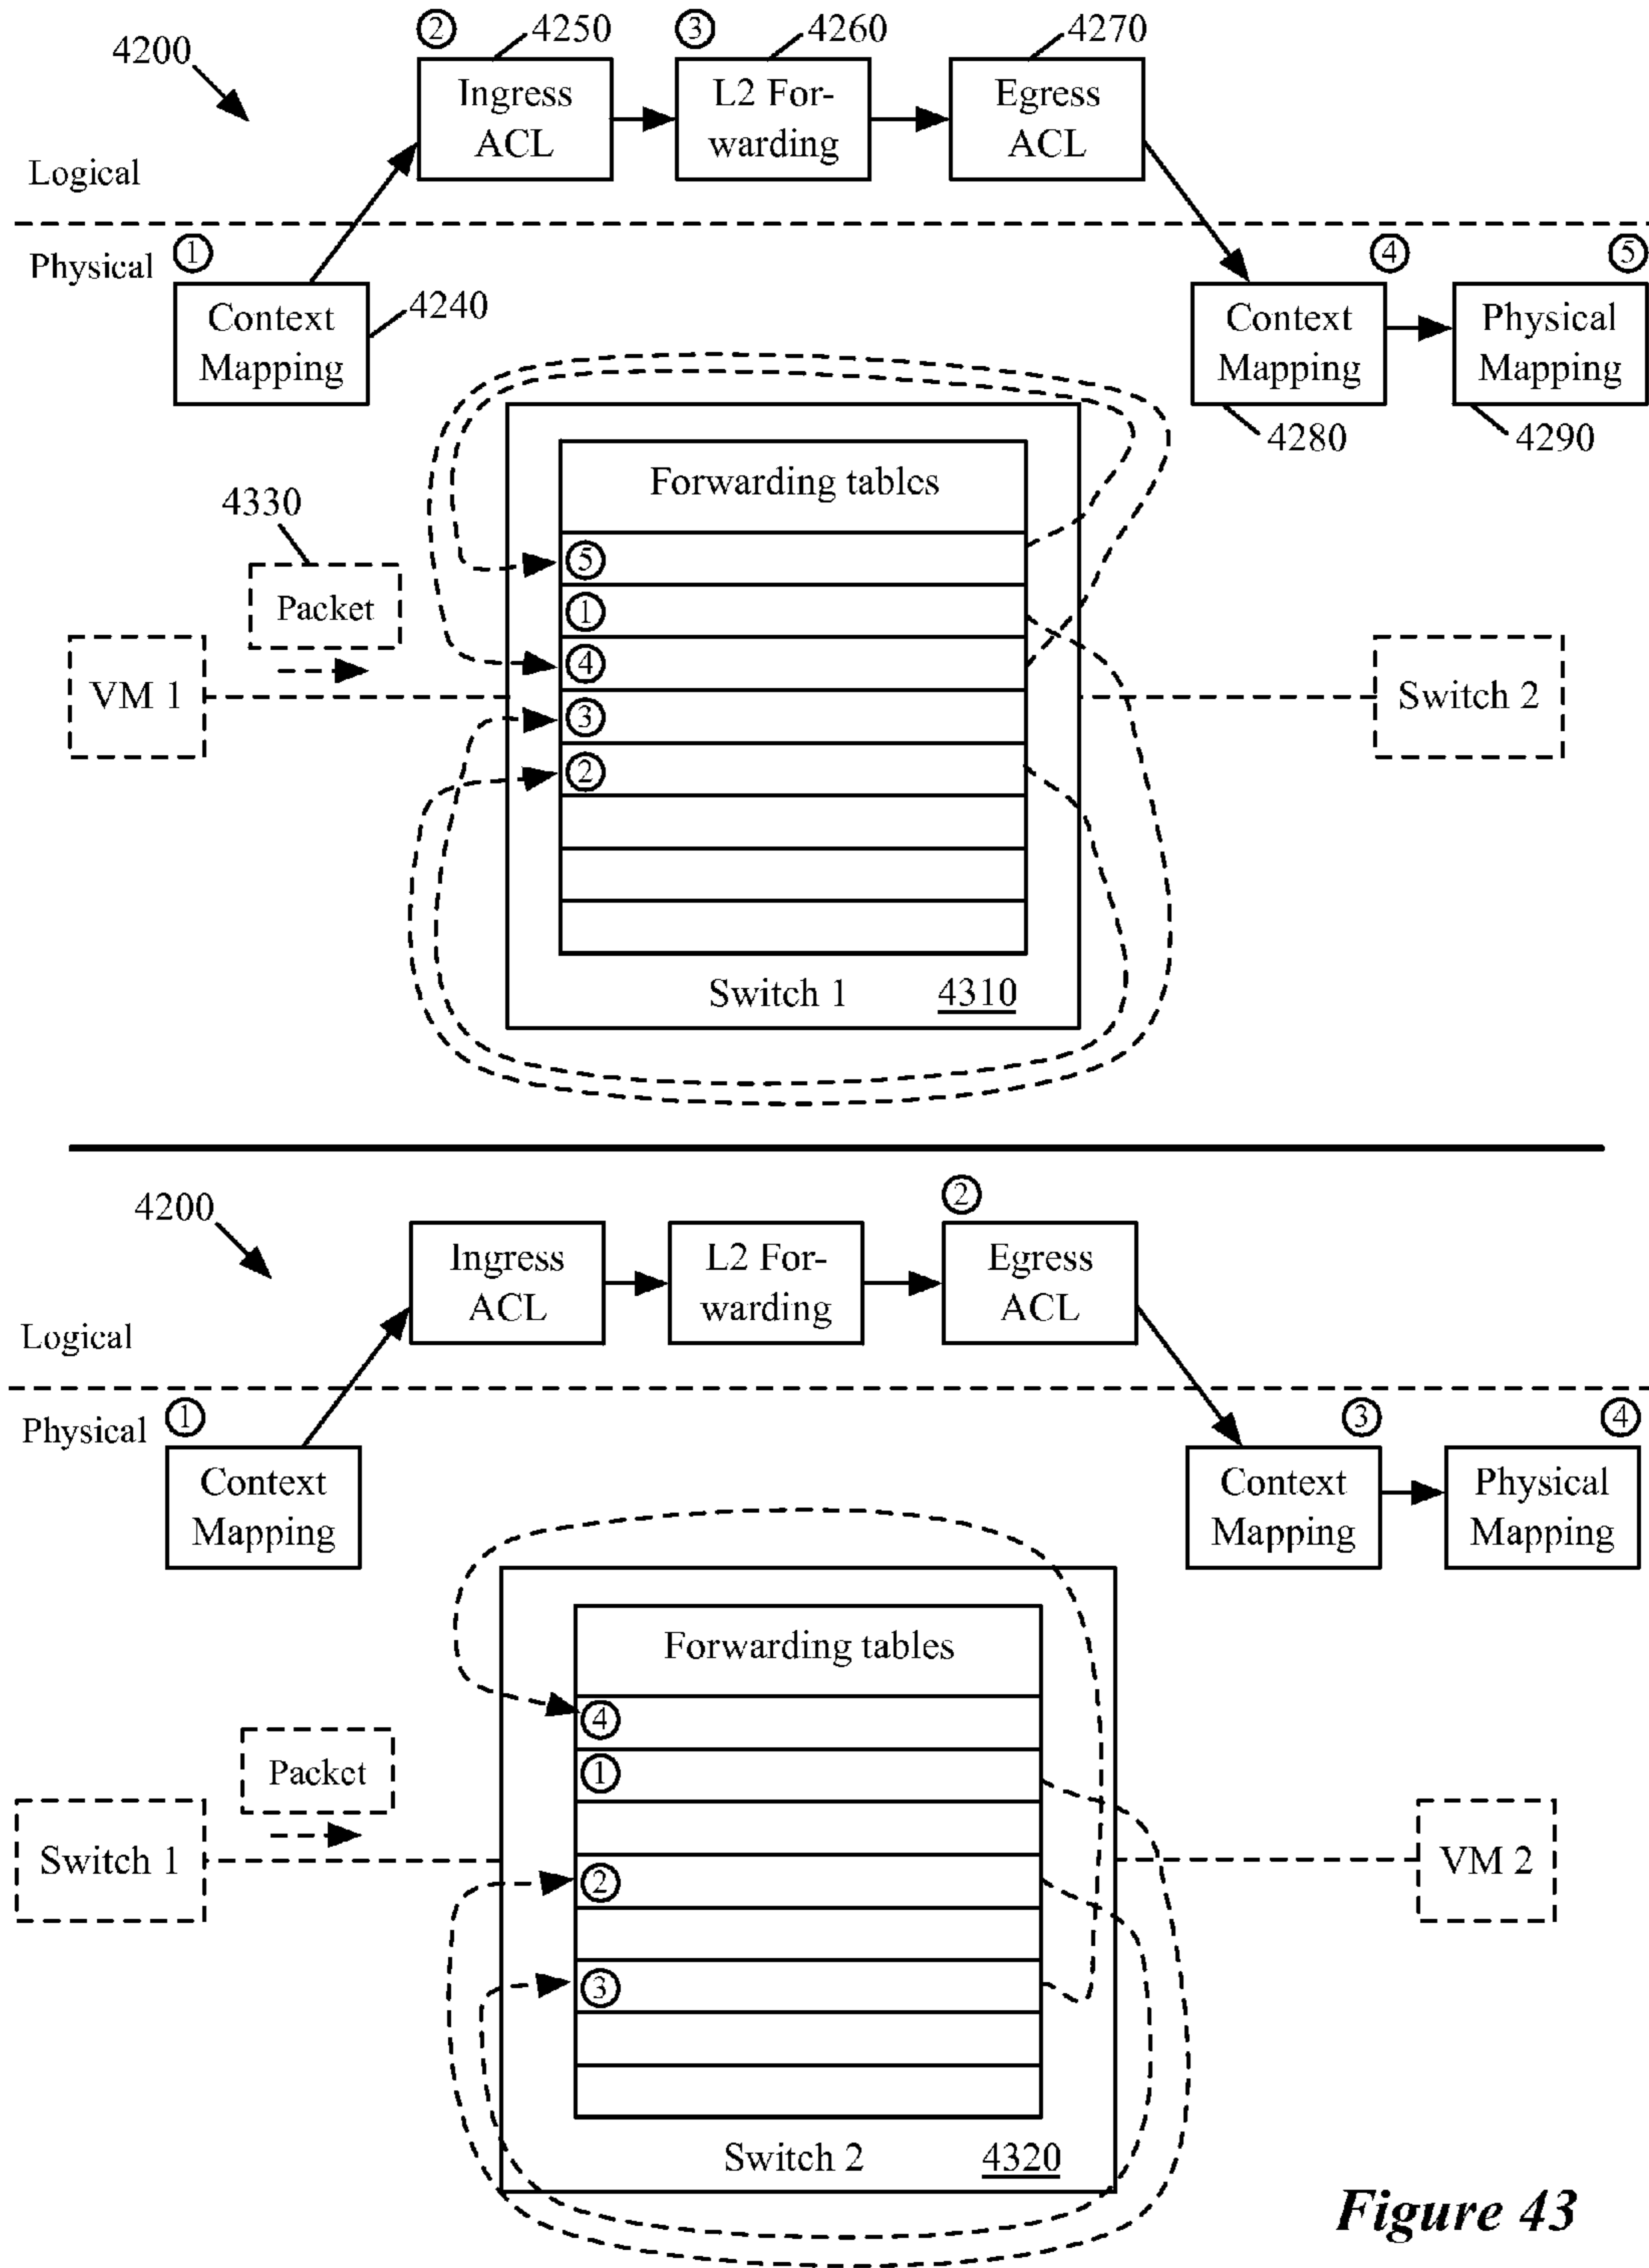 ② 4250 ③ 4260 4270
4200
Ingress
ACL
L2 For-
warding
Egress
ACL
Logical
Physical
①
④
⑤
Context
Mapping
4240
Context
Mapping
Physical
Mapping
4280
4290
Forwarding tables
4330
Packet
⑤
①
④
③
②
VM 1
Switch 2
Switch 1 4310
4200
②
Ingress
ACL
L2 For-
warding
Egress
ACL
Logical
Physical
①
③
④
Context
Mapping
Context
Mapping
Physical
Mapping
Forwarding tables
Packet
④
①
②
③
Switch 1
VM 2
Switch 2 4320
Figure 43